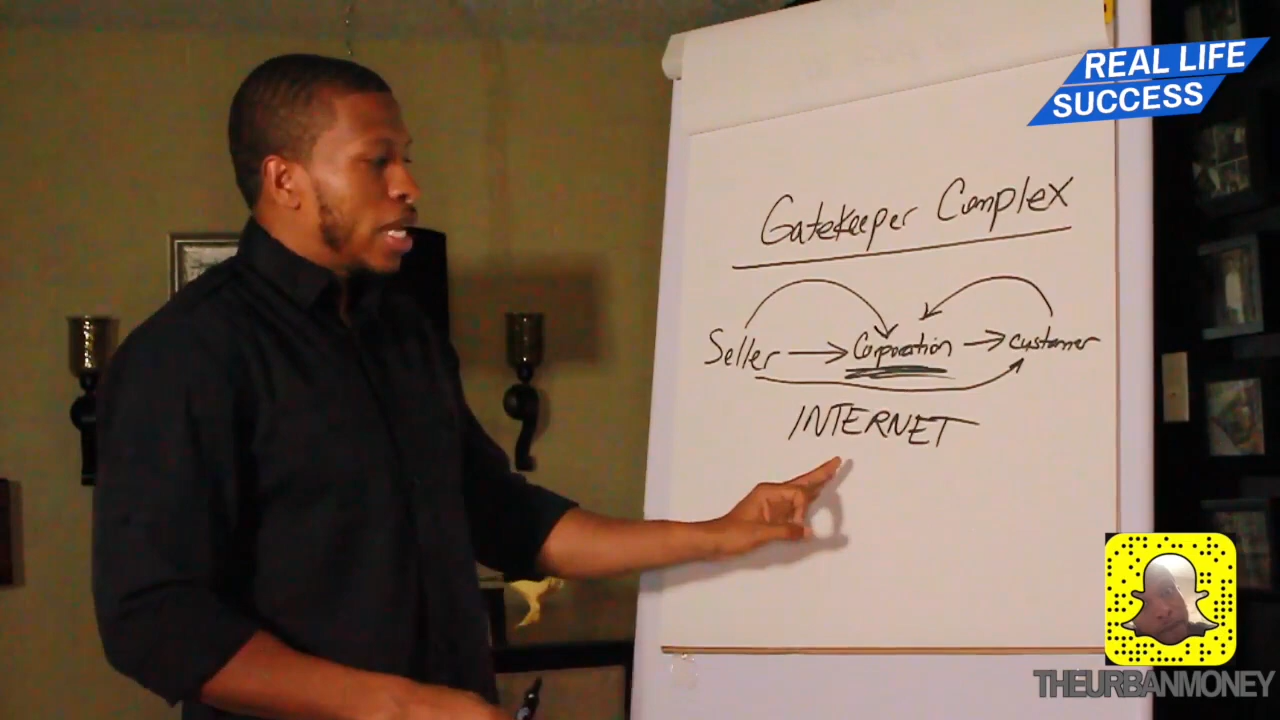 REAL LIFE
SUCCESS
GateKeeper Complex
Seller → Corporation → customer
INTERNET
THEURBANMONEY